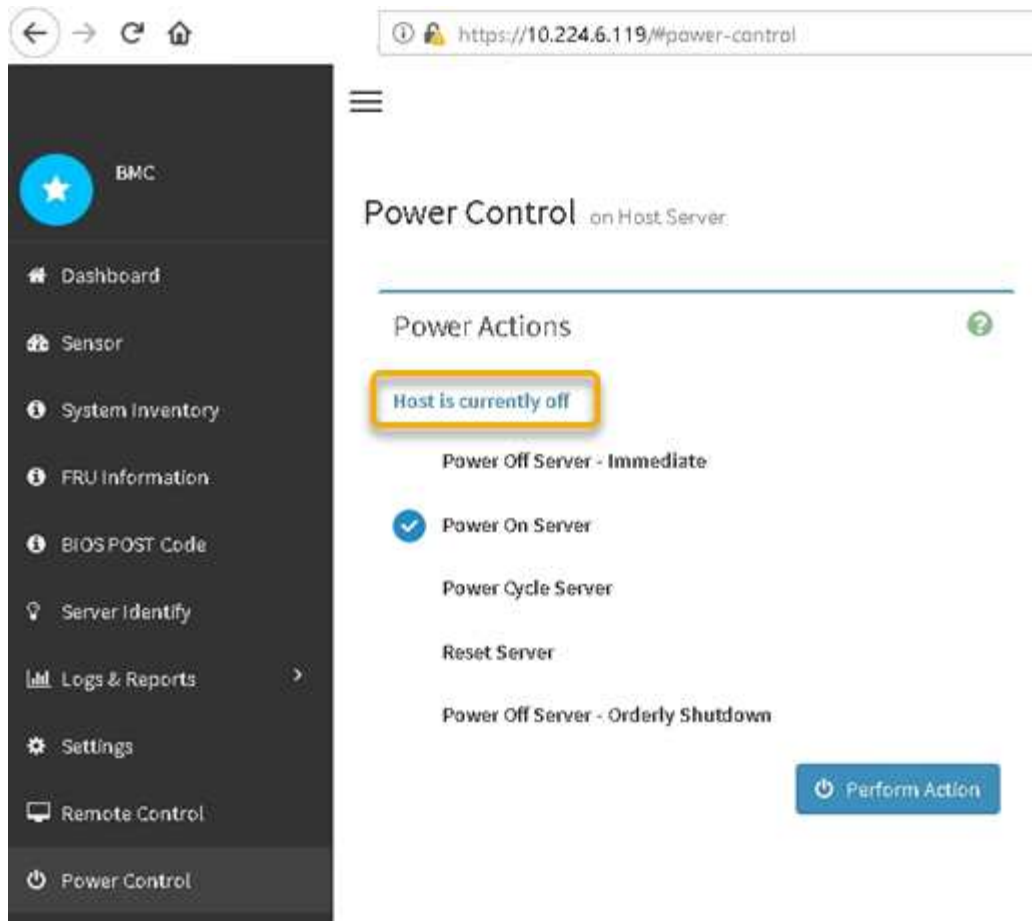 https://10.224.6.119/#power-control
BMC
Power Control on Host Server
Dashboard
Sensor
System Inventory
FRU Information
BIOS POST Code
Server Identify
Logs & Reports
Settings
Remote Control
Power Control
Power Actions
Host is currently off
Power Off Server - Immediate
Power On Server
Power Cycle Server
Reset Server
Power Off Server - Orderly Shutdown
Perform Action